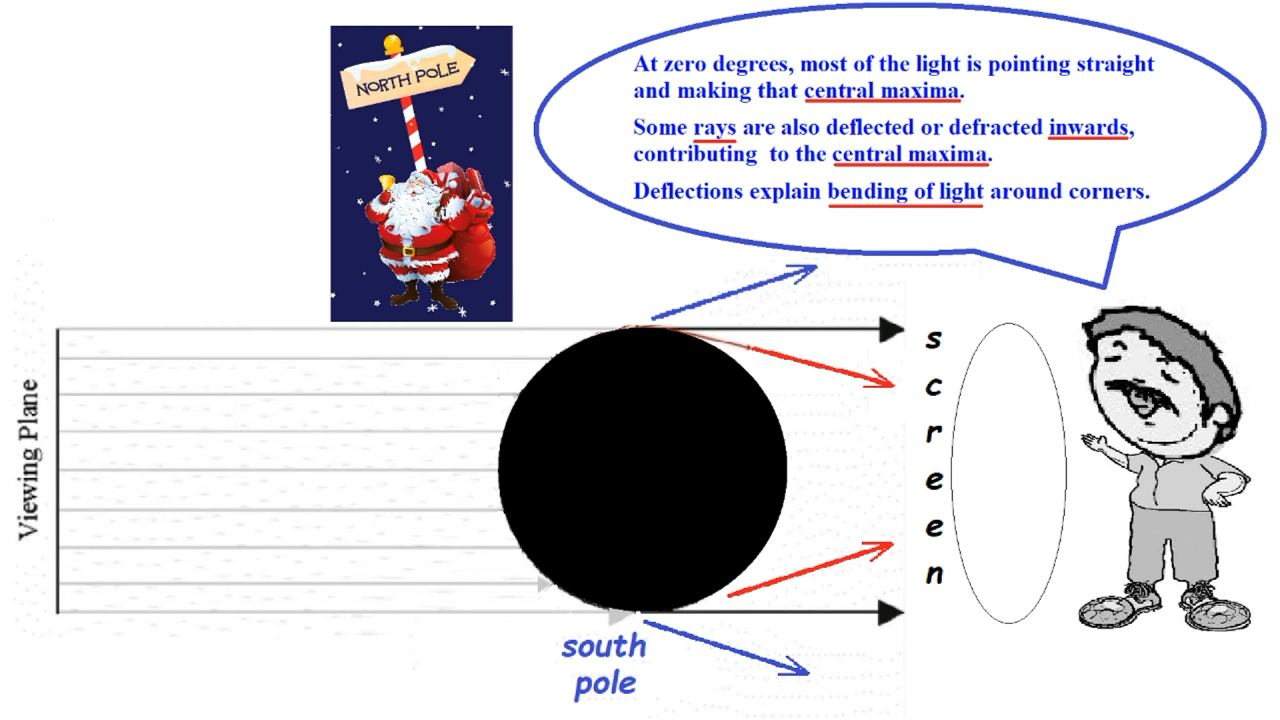 NORTH POLE
At zero degrees, most of the light is pointing straight
and making that central maxima.
Some rays are also deflected or defracted inwards,
contributing to the central maxima.
Deflections explain bending of light around corners.
Viewing Plane
screen
south
pole